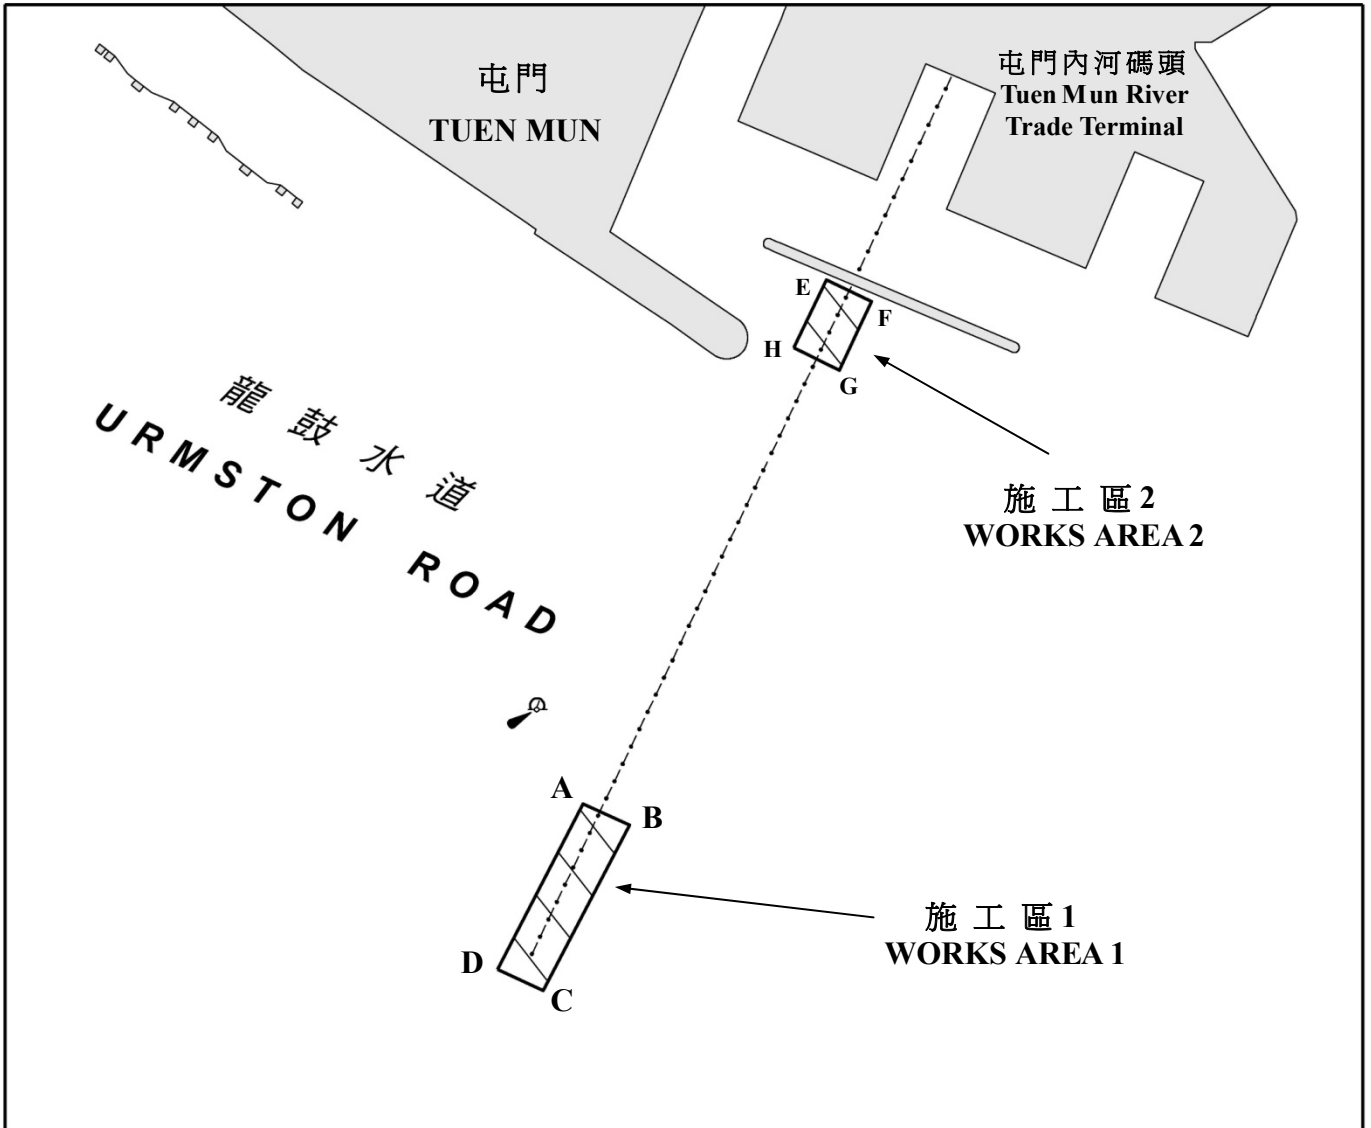 屯門
TUEN MUN
屯門內河碼頭
Tuen Mun River
Trade Terminal
E
F
H
G
龍鼓水道
URMSTON ROAD
施工區2
WORKS AREA 2
A
B
施工區1
WORKS AREA 1
D
C